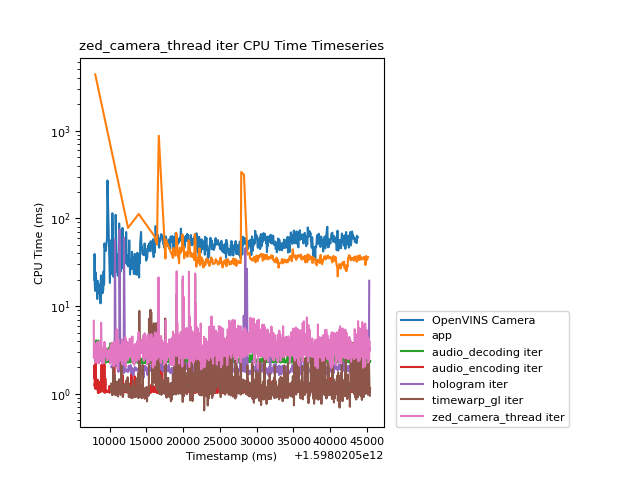 zed_camera_thread iter CPU Time Timeseries
CPU Time (ms)
10³
10²
10¹
10⁰
10000 15000 20000 25000 30000 35000 40000 45000
Timestamp (ms)
+1.5980205e12
OpenVINS Camera
app
audio_decoding iter
audio_encoding iter
hologram iter
timewarp_gl iter
zed_camera_thread iter